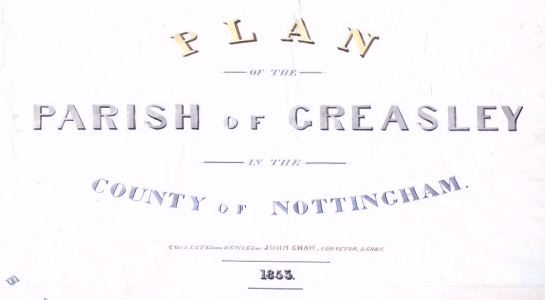 PLAN
OF THE
PARISH OF GREASLEY
IN THE
COUNTY OF NOTTINGHAM.
CORRECTED AND REVISED BY JOHN SHAW, SURVEYOR, DERBY.
1853.